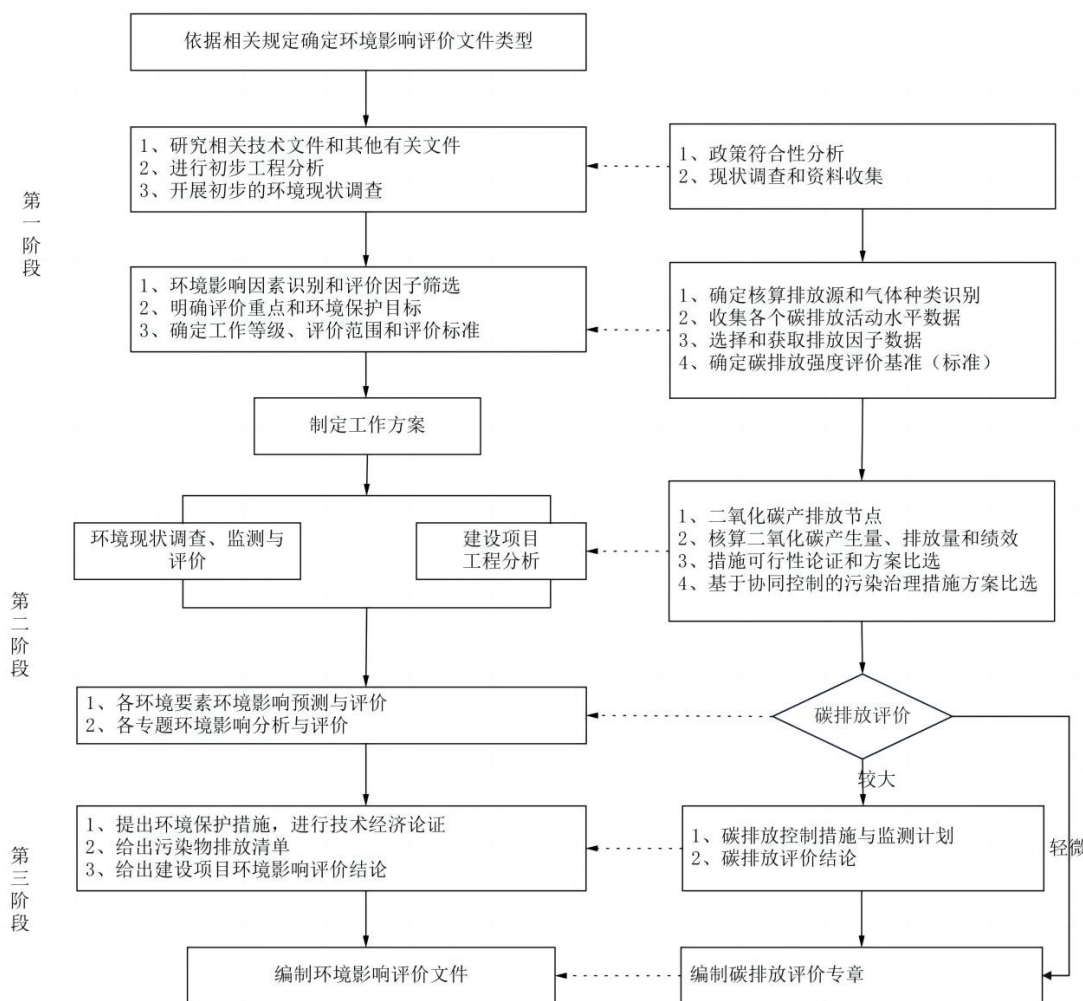 依据相关规定确定环境影响评价文件类型
1、研究相关技术文件和其他有关文件
2、进行初步工程分析
3、开展初步的环境现状调查
1、政策符合性分析
2、现状调查和资料收集
第一阶段
1、环境影响因素识别和评价因子筛选
2、明确评价重点和环境保护目标
3、确定工作等级、评价范围和评价标准
1、确定核算排放源和气体种类识别
2、收集各个碳排放活动水平数据
3、选择和获取排放因子数据
4、确定碳排放强度评价基准（标准）
制定工作方案
环境现状调查、监测与
评价
建设项目
工程分析
1、二氧化碳产排放节点
2、核算二氧化碳产生量、排放量和绩效
3、措施可行性论证和方案比选
4、基于协同控制的污染治理措施方案比选
第二阶段
1、各环境要素环境影响预测与评价
2、各专题环境影响分析与评价
碳排放评价
较大
轻微
第三阶段
1、提出环境保护措施，进行技术经济论证
2、给出污染物排放清单
3、给出建设项目环境影响评价结论
1、碳排放控制措施与监测计划
2、碳排放评价结论
编制环境影响评价文件
编制碳排放评价专章